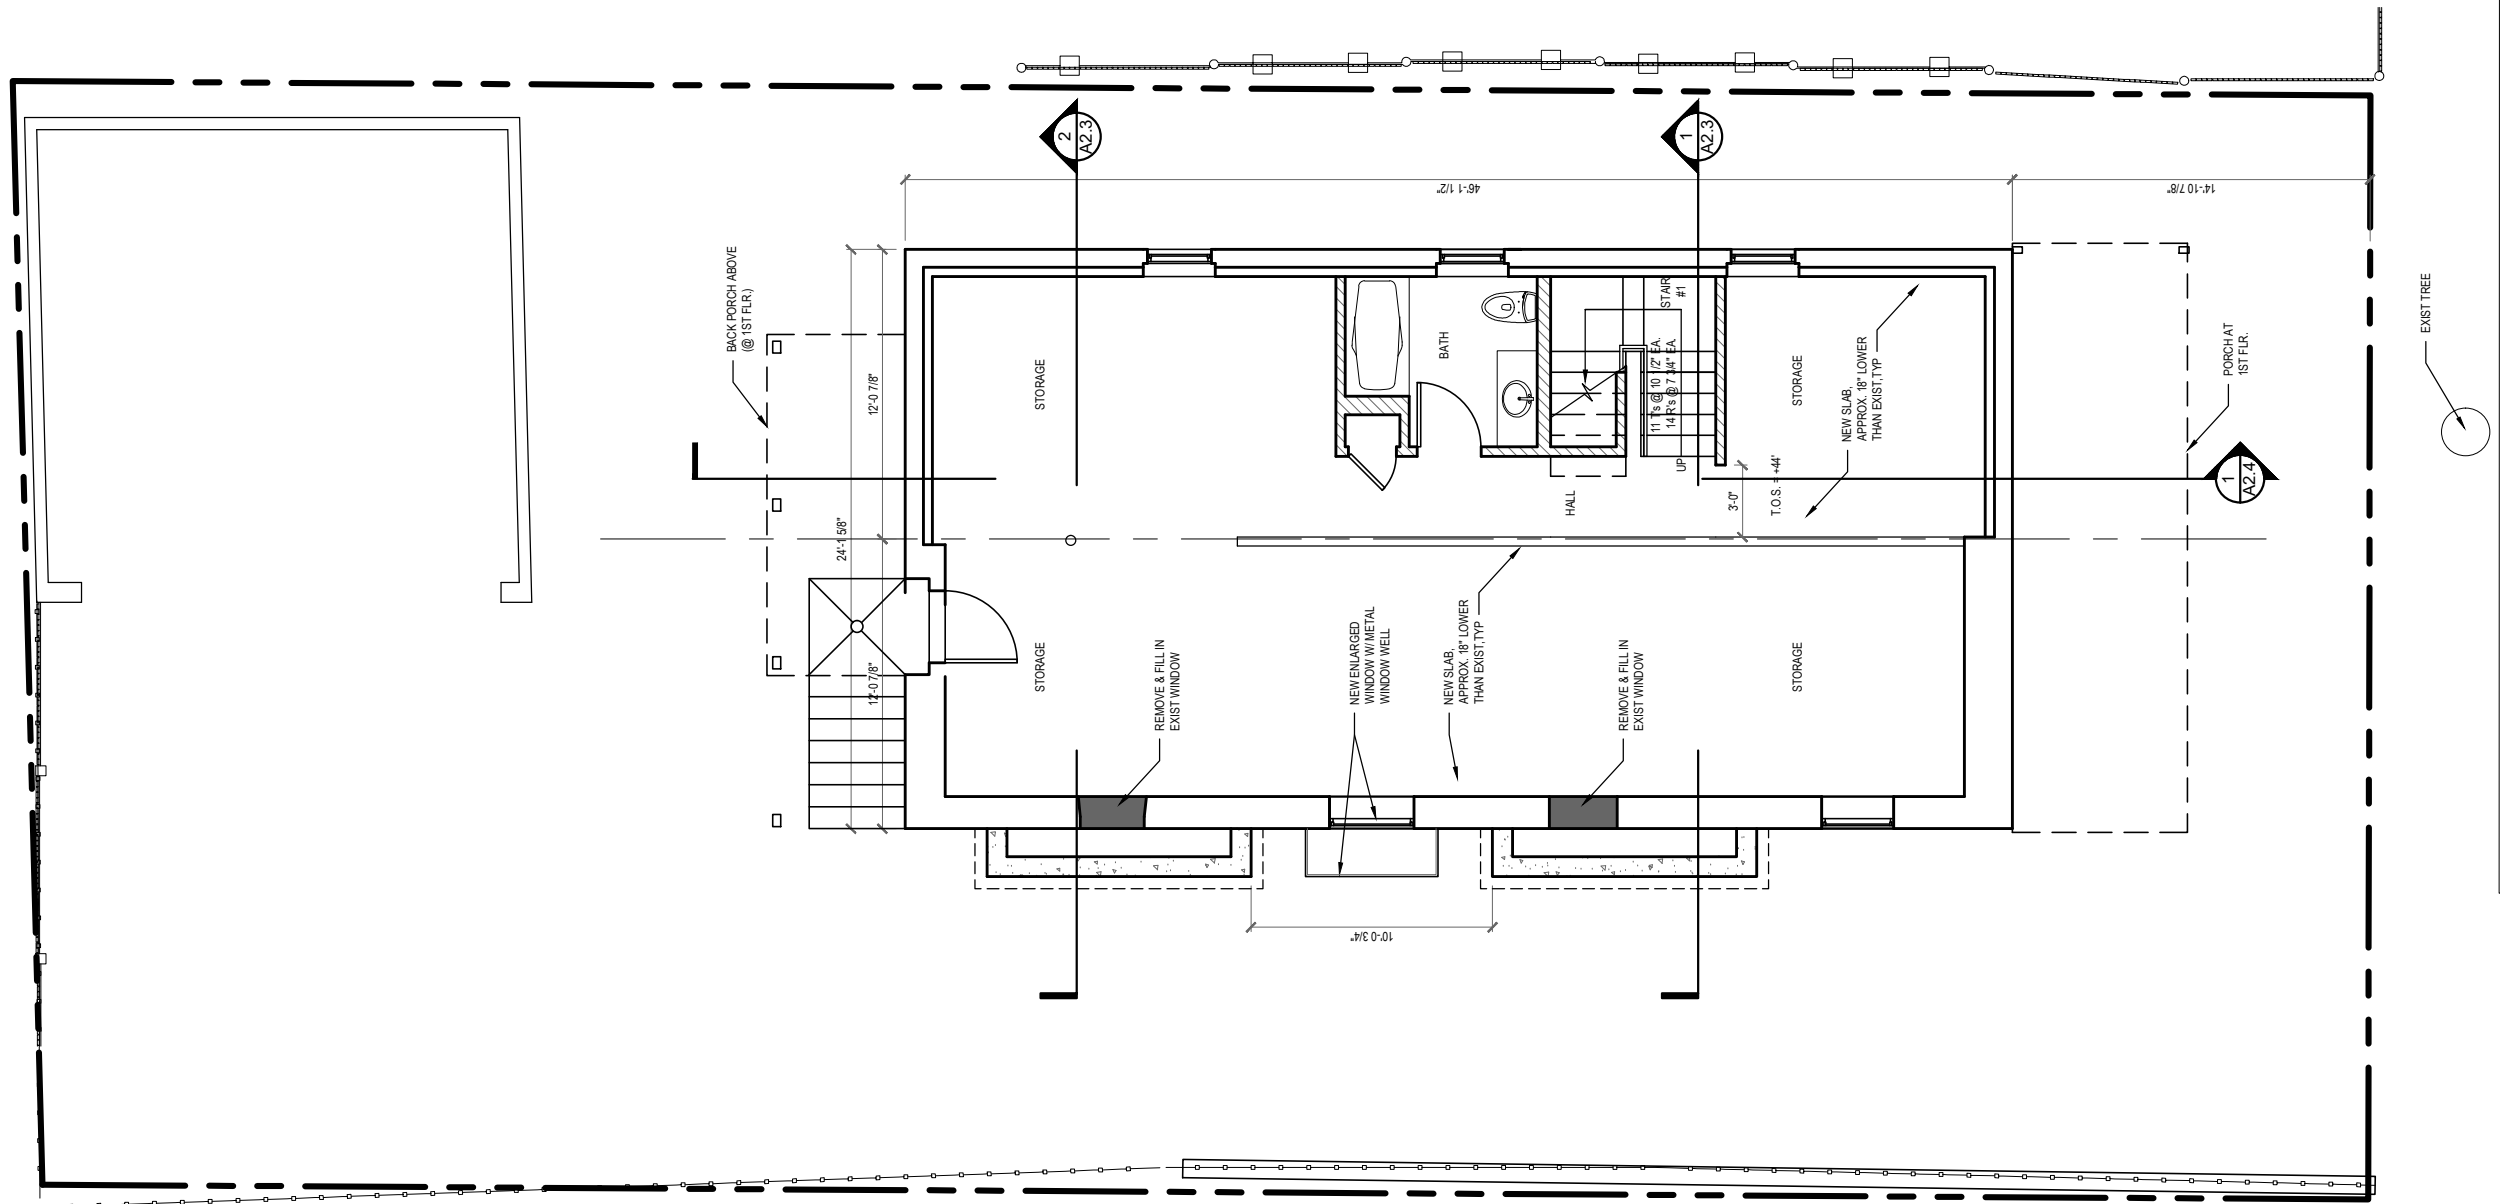 BACK PORCH ABOVE
(@ 1ST FLR.)
24'-1 5/8"
12'-0 7/8"
12'-0 7/8"
2
A2.3
STORAGE
STORAGE
REMOVE & FILL IN
EXIST WINDOW
NEW ENLARGED
WINDOW W/ METAL
WINDOW WELL
10'-0 3/4"
BATH
46'-1 1/2"
NEW SLAB,
APPROX. 18" LOWER
THAN EXIST,TYP
HALL
REMOVE & FILL IN
EXIST WINDOW
11 T's @ 10 1/2" EA.
14 R's @ 7 3/4" EA.
STAIR
#1
UP
1
A2.3
3'-0"
T.O.S. = +44'
STORAGE
STORAGE
NEW SLAB,
APPROX. 18" LOWER
THAN EXIST,TYP
14'-10 7/8"
PORCH AT
1ST FLR.
1
A2.4
EXIST TREE